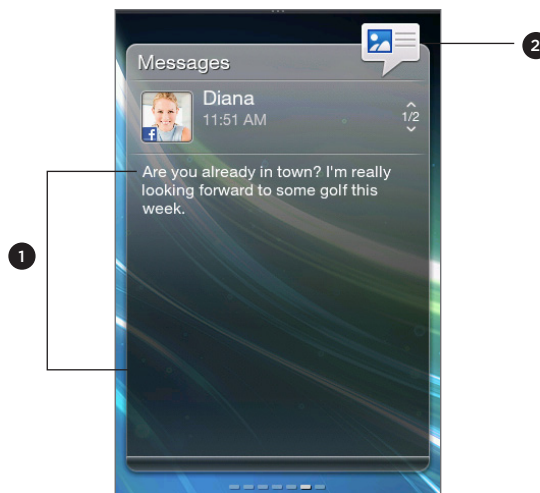 Messages
Diana
11:51 AM
1/2
Are you already in town? I'm really
looking forward to some golf this
week.
1
2
f